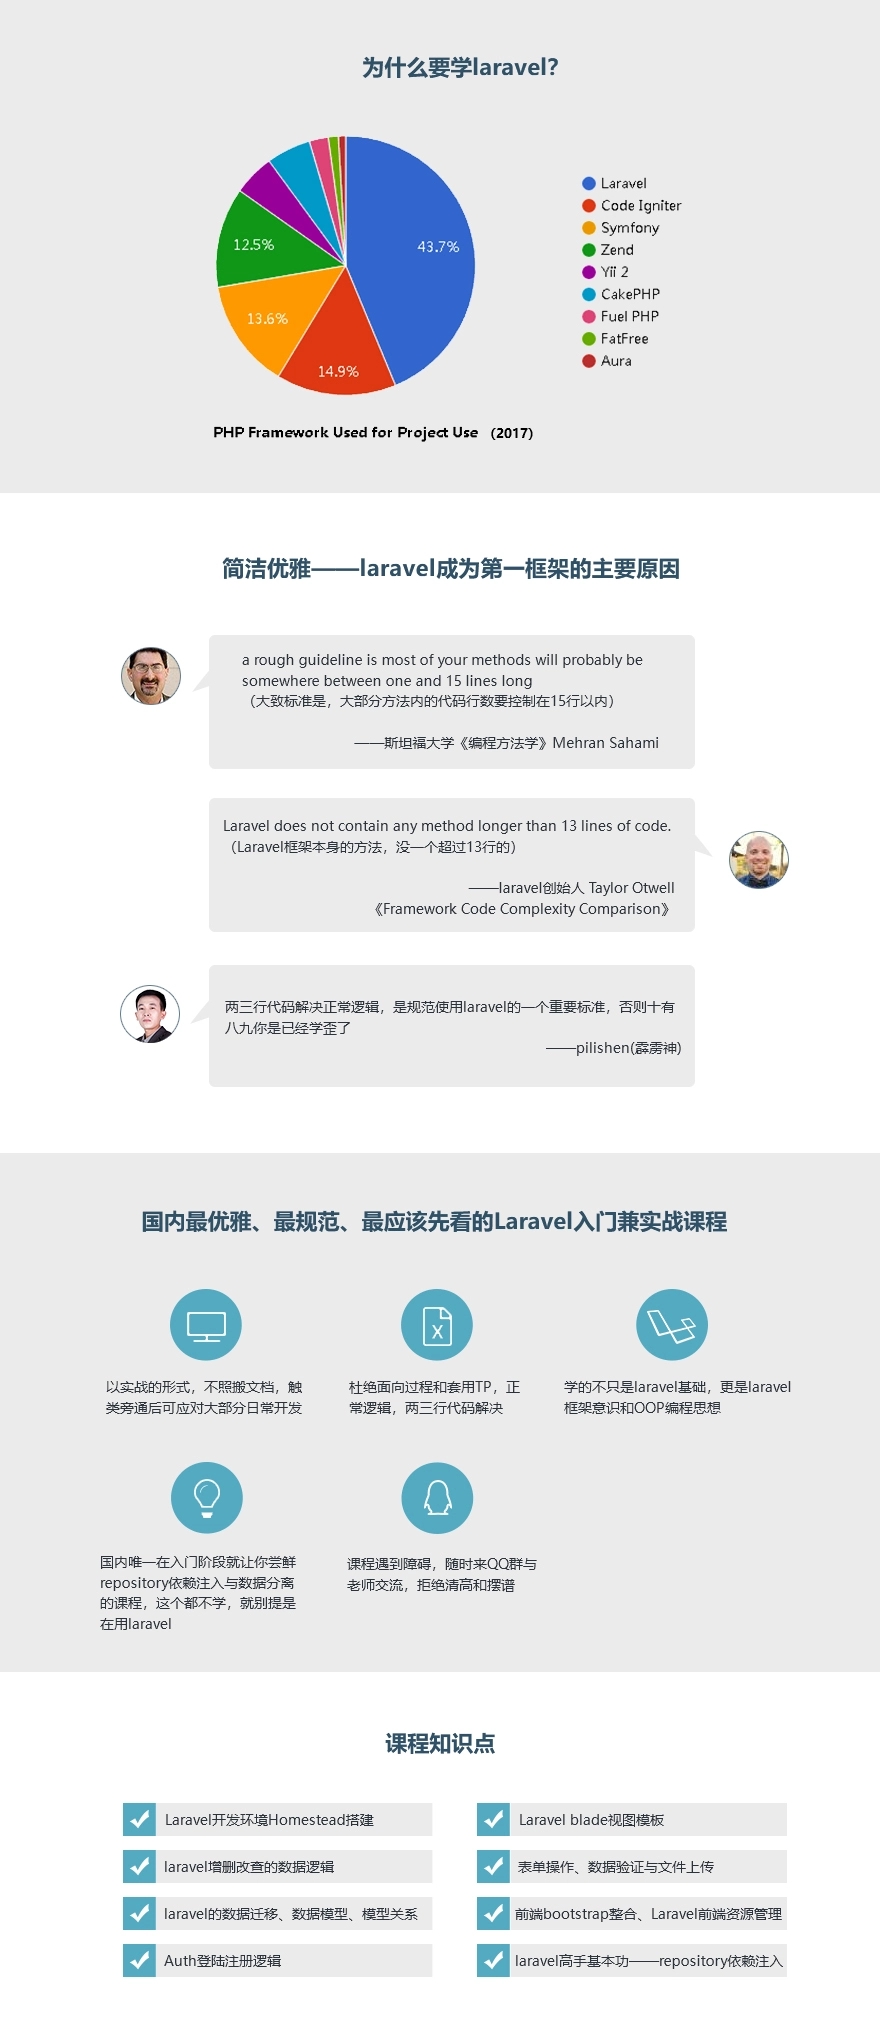 为什么要学laravel?
43.7%
14.9%
13.6%
12.5%
Laravel
Code Igniter
Symfony
Zend
Yii 2
CakePHP
Fuel PHP
FatFree
Aura
PHP Framework Used for Project Use （2017）
简洁优雅——laravel成为第一框架的主要原因
a rough guideline is most of your methods will probably be
somewhere between one and 15 lines long
（大致标准是，大部分方法内的代码行数要控制在15行以内）
——斯坦福大学《编程方法学》Mehran Sahami
Laravel does not contain any method longer than 13 lines of code.
（Laravel框架本身的方法，没一个超过13行的）
——laravel创始人 Taylor Otwell
《Framework Code Complexity Comparison》
两三行代码解决正常逻辑，是规范使用laravel的一个重要标准，否则十有
八九你是已经学歪了
——pilishen(霹雳神)
国内最优雅、最规范、最应该先看的Laravel入门兼实战课程
以实战的形式，不照搬文档，触
类旁通后可应对大部分日常开发
X
杜绝面向过程和套用TP，正
常逻辑，两三行代码解决
学的不只是laravel基础，更是laravel
框架意识和OOP编程思想
国内唯一在入门阶段就让你尝鲜
repository依赖注入与数据分离
的课程，这个都不学，就别提是
在用laravel
课程遇到障碍，随时来QQ群与
老师交流，拒绝清高和摆谱
课程知识点
Laravel开发环境Homestead搭建
Laravel blade视图模板
laravel增删改查的数据逻辑
表单操作、数据验证与文件上传
laravel的数据迁移、数据模型、模型关系
前端bootstrap整合、Laravel前端资源管理
Auth登陆注册逻辑
laravel高手基本功——repository依赖注入